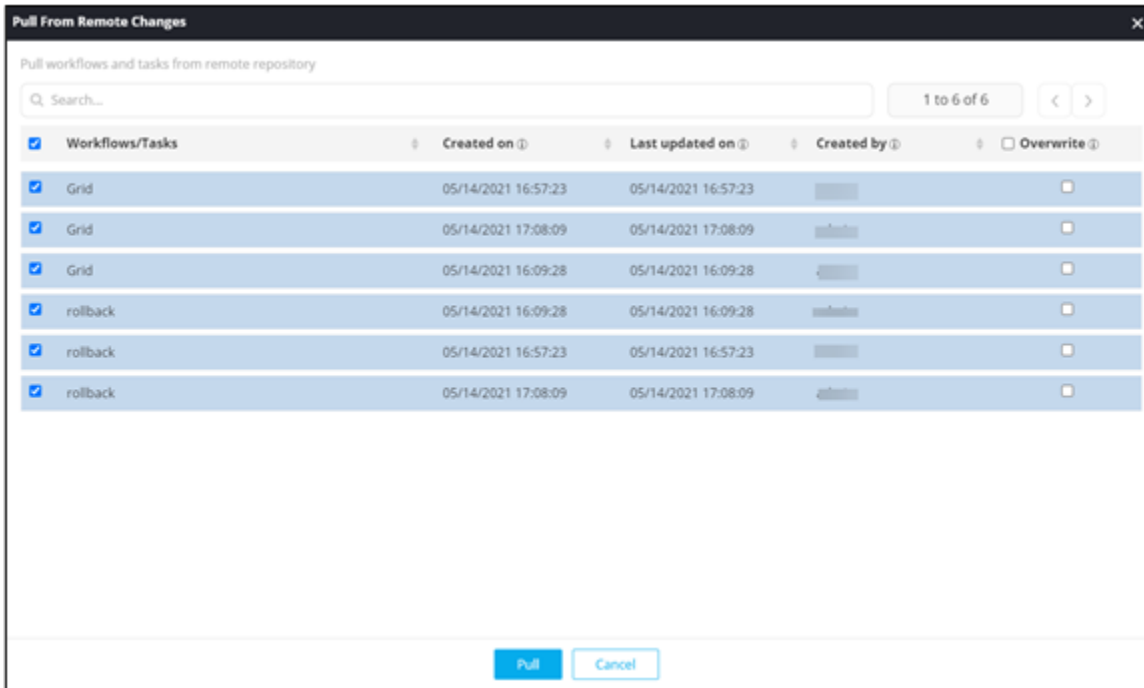 Pull From Remote Changes
Pull workflows and tasks from remote repository
Search...
1 to 6 of 6
Workflows/Tasks Created on Last updated on Created by Overwrite
Grid 05/14/2021 16:57:23 05/14/2021 16:57:23
Grid 05/14/2021 17:08:09 05/14/2021 17:08:09
Grid 05/14/2021 16:09:28 05/14/2021 16:09:28
rollback 05/14/2021 16:09:28 05/14/2021 16:09:28
rollback 05/14/2021 16:57:23 05/14/2021 16:57:23
rollback 05/14/2021 17:08:09 05/14/2021 17:08:09
Pull Cancel